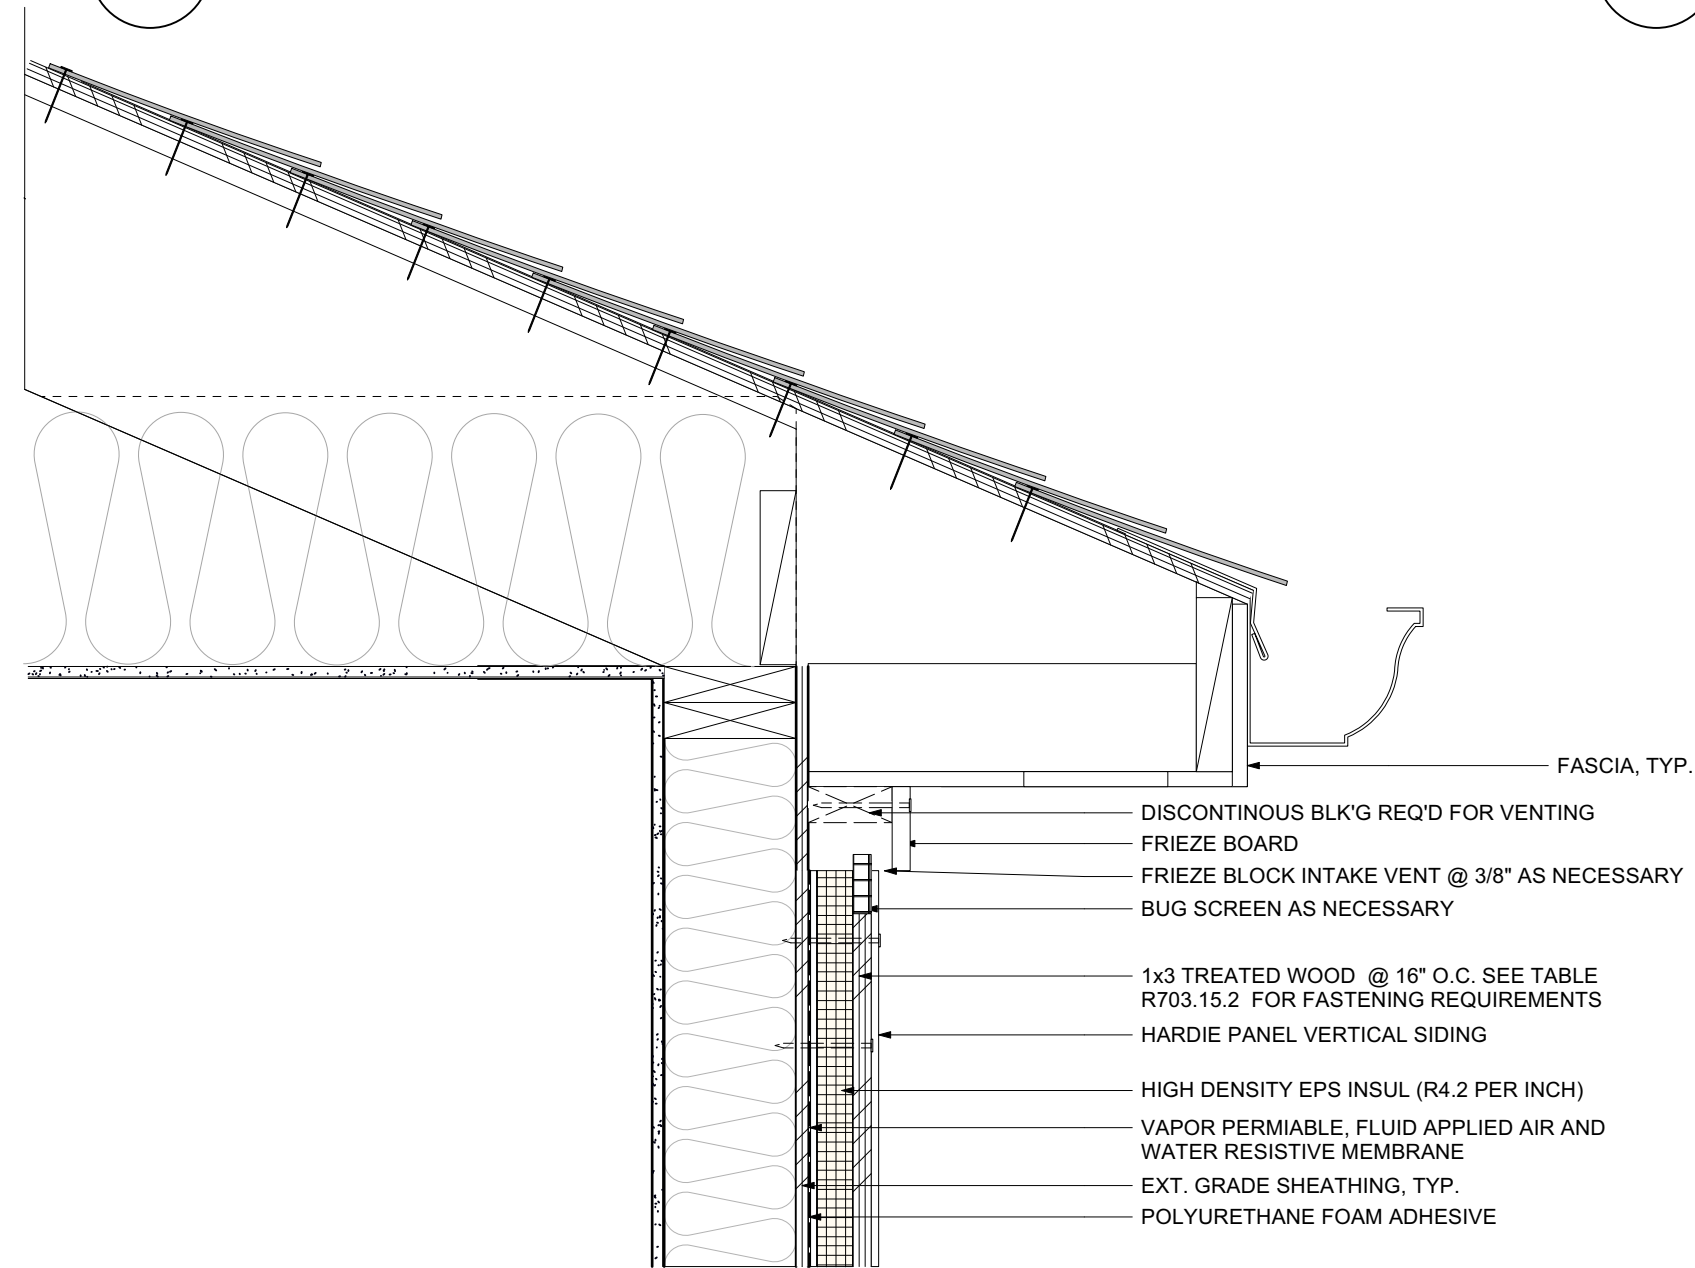 FASCIA, TYP.
DISCONTINOUS BLK'G REQ'D FOR VENTING
FRIEZE BOARD
FRIEZE BLOCK INTAKE VENT @ 3/8" AS NECESSARY
BUG SCREEN AS NECESSARY
1x3 TREATED WOOD @ 16" O.C. SEE TABLE
R703.15.2 FOR FASTENING REQUIREMENTS
HARDIE PANEL VERTICAL SIDING
HIGH DENSITY EPS INSUL (R4.2 PER INCH)
VAPOR PERMIABLE, FLUID APPLIED AIR AND
WATER RESISTIVE MEMBRANE
EXT. GRADE SHEATHING, TYP.
POLYURETHANE FOAM ADHESIVE